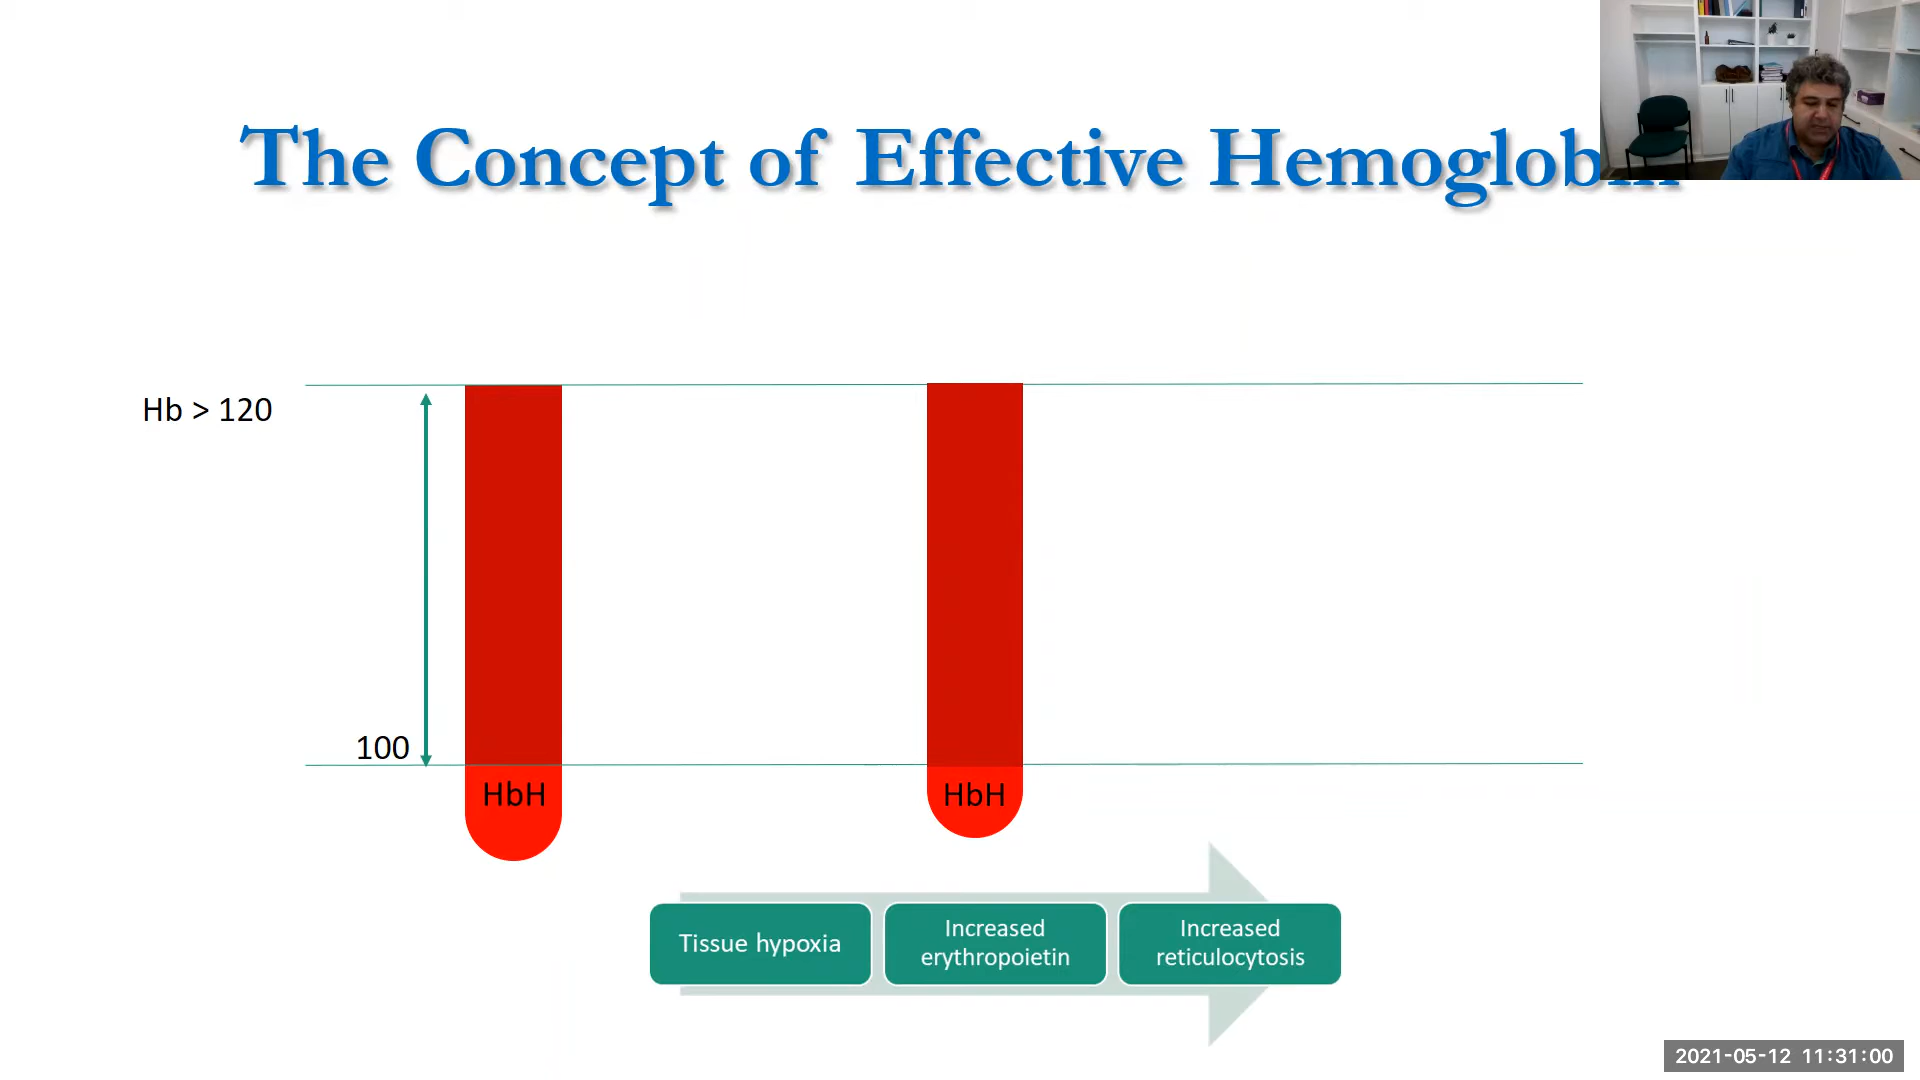 The Concept of Effective Hemoglobin
Hb > 120
100
HbH
HbH
Tissue hypoxia
Increased
erythropoietin
Increased
reticulocytosis
2021-05-12 11:31:00